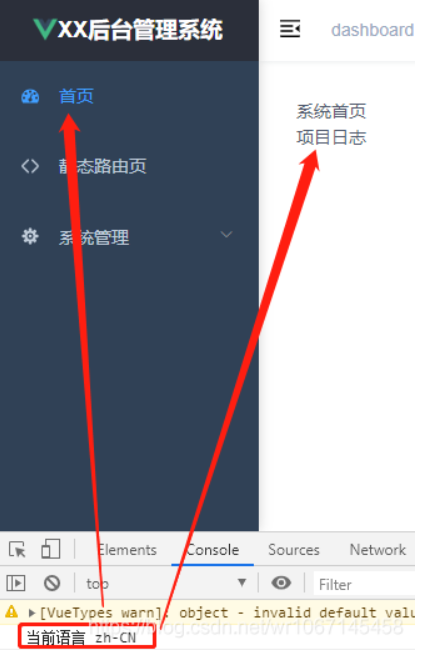 XX后台管理系统
dashboard
首页
系统首页
项目日志
静态路由页
系统管理
Elements Console Sources Network
top Filter
[VueTypes warn]: object - invalid default valu
当前语言 zh-CN
https://blog.csdn.net/wr1067145458